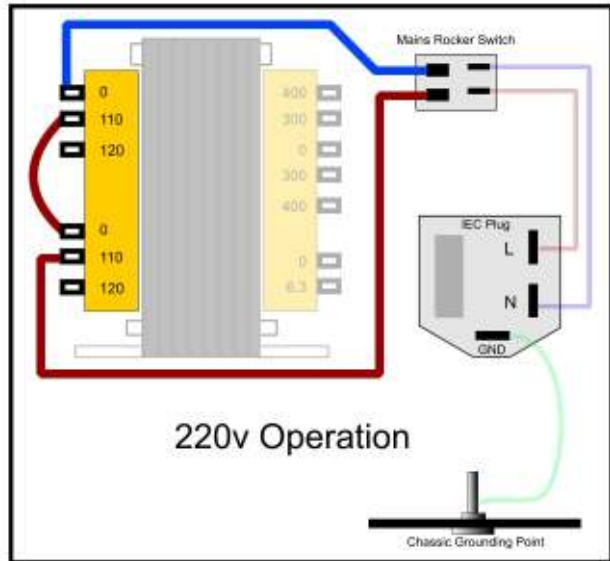 Mains Rocker Switch
0
110
120
0
110
120
400
300
0
300
400
0
6.3
IEC Plug
L
N
GND
220v Operation
Chassic Grounding Point